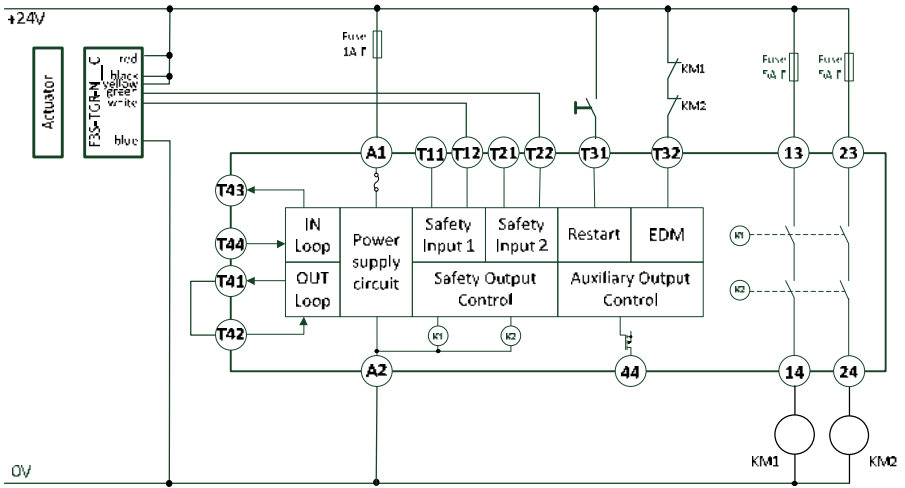 +24V
Actuator
F3S-TGR-N__C
red
black
yellow
green
white
blue
Fuse
1A F
KM1
KM2
Fuse
5A F
Fuse
5A F
A1
T11
T12
T21
T22
T31
T32
13
23
T43
T44
T41
T42
IN
Loop
OUT
Loop
Power
supply
circuit
Safety
Input 1
Safety
Input 2
Restart
EDM
Safety Output
Control
Auxiliary Output
Control
K1
K2
K1
K2
A2
44
14
24
KM1
KM2
0V